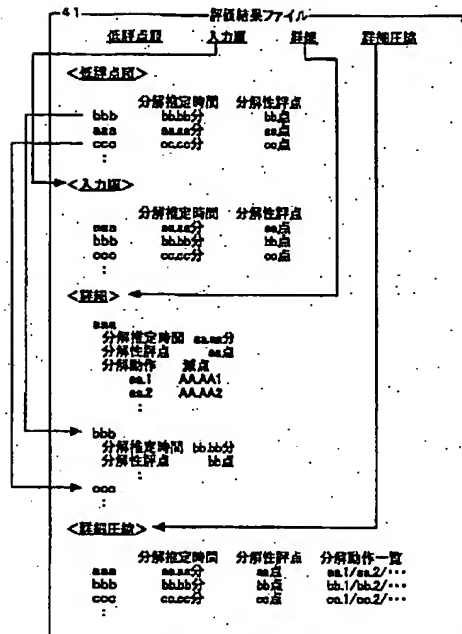 41
評価結果ファイル
低評点順 入力順 詳細 詳細圧縮
<低評点順>
分解推定時間 分解性評点
bbb bb.bb分 bb点
aaa aa.aa分 aa点
ccc cc.cc分 cc点
:
<入力順>
分解推定時間 分解性評点
aaa aa.aa分 aa点
bbb bb.bb分 bb点
ccc cc.cc分 cc点
:
<詳細>
aaa
分解推定時間 aa.aa分
分解性評点 aa点
分解動作 減点
aa.1 AA.AA1
aa.2 AA.AA2
:
bbb
分解推定時間 bb.bb分
分解性評点 bb点
:
ccc
:
<詳細圧縮>
分解推定時間 分解性評点 分解動作一覧
aaa aa.aa分 aa点 aa.1/aa.2/･･･
bbb bb.bb分 bb点 bb.1/bb.2/･･･
ccc cc.cc分 cc点 cc.1/cc.2/･･･
: